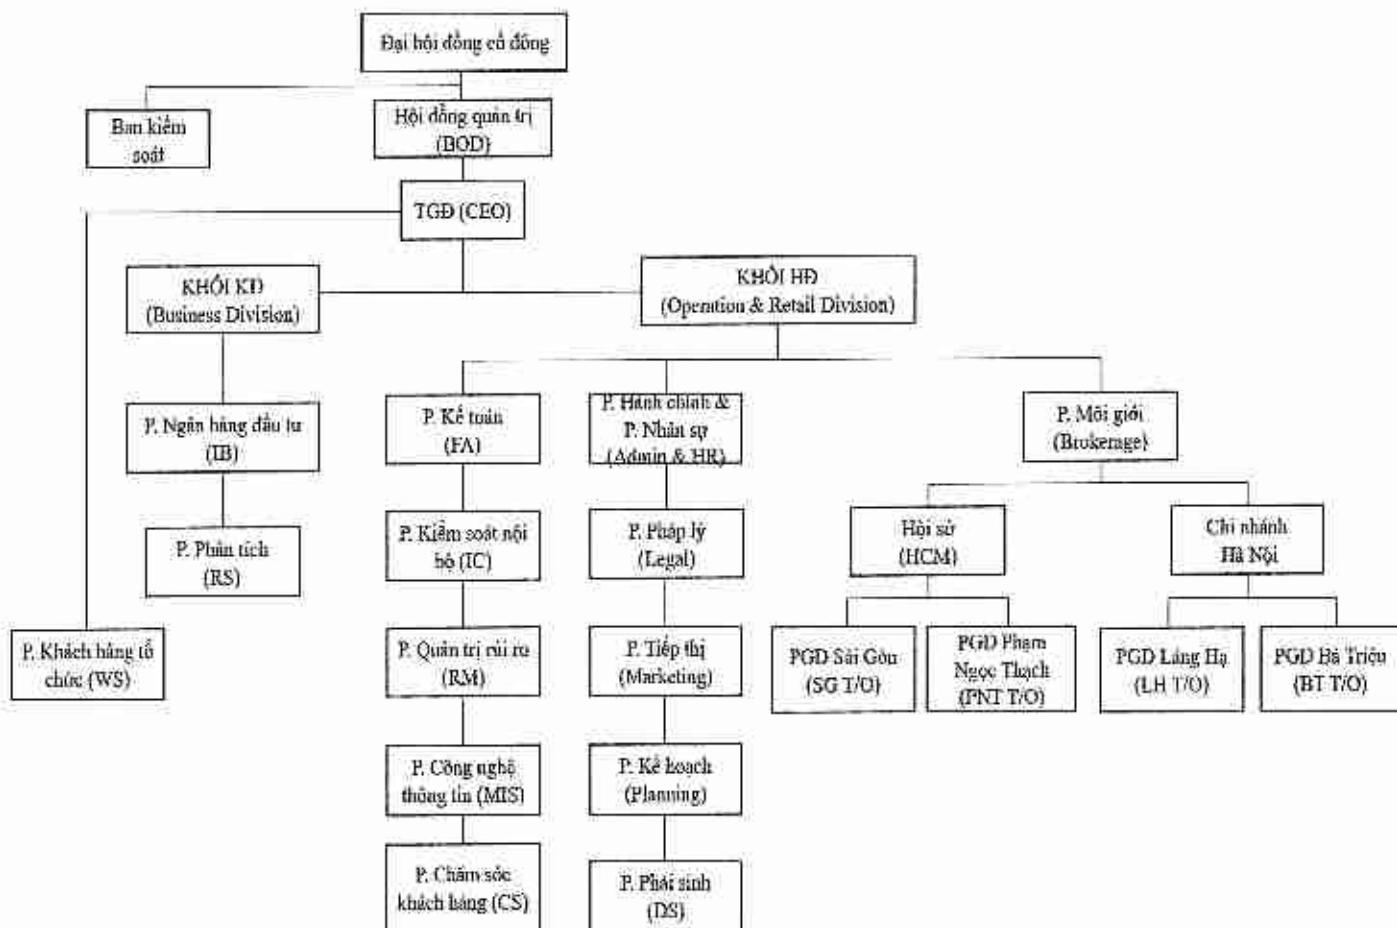 Đại hội đồng cổ đông
Ban kiểm
soát
Hội đồng quản trị
(BOD)
TGĐ (CEO)
KHỐI KD
(Business Division)
KHỐI HĐ
(Operation & Retail Division)
P. Ngân hàng đầu tư
(IB)
P. Kế toán
(FA)
P. Hành chính &
P. Nhân sự
(Admin & HR)
P. Môi giới
(Brokerage)
P. Phân tích
(RS)
P. Kiểm soát nội
bộ (IC)
P. Pháp lý
(Legal)
Hội sở
(HCM)
Chi nhánh
Hà Nội
P. Khách hàng tổ
chức (WS)
P. Quản trị rủi ro
(RM)
P. Tiếp thị
(Marketing)
PGD Sài Gòn
(SG T/O)
PGD Phạm
Ngọc Thạch
(PNT T/O)
PGD Láng Hạ
(LH T/O)
PGD Bà Triệu
(BT T/O)
P. Công nghệ
thông tin (MIS)
P. Kế hoạch
(Planning)
P. Chăm sóc
khách hàng (CS)
P. Phái sinh
(DS)